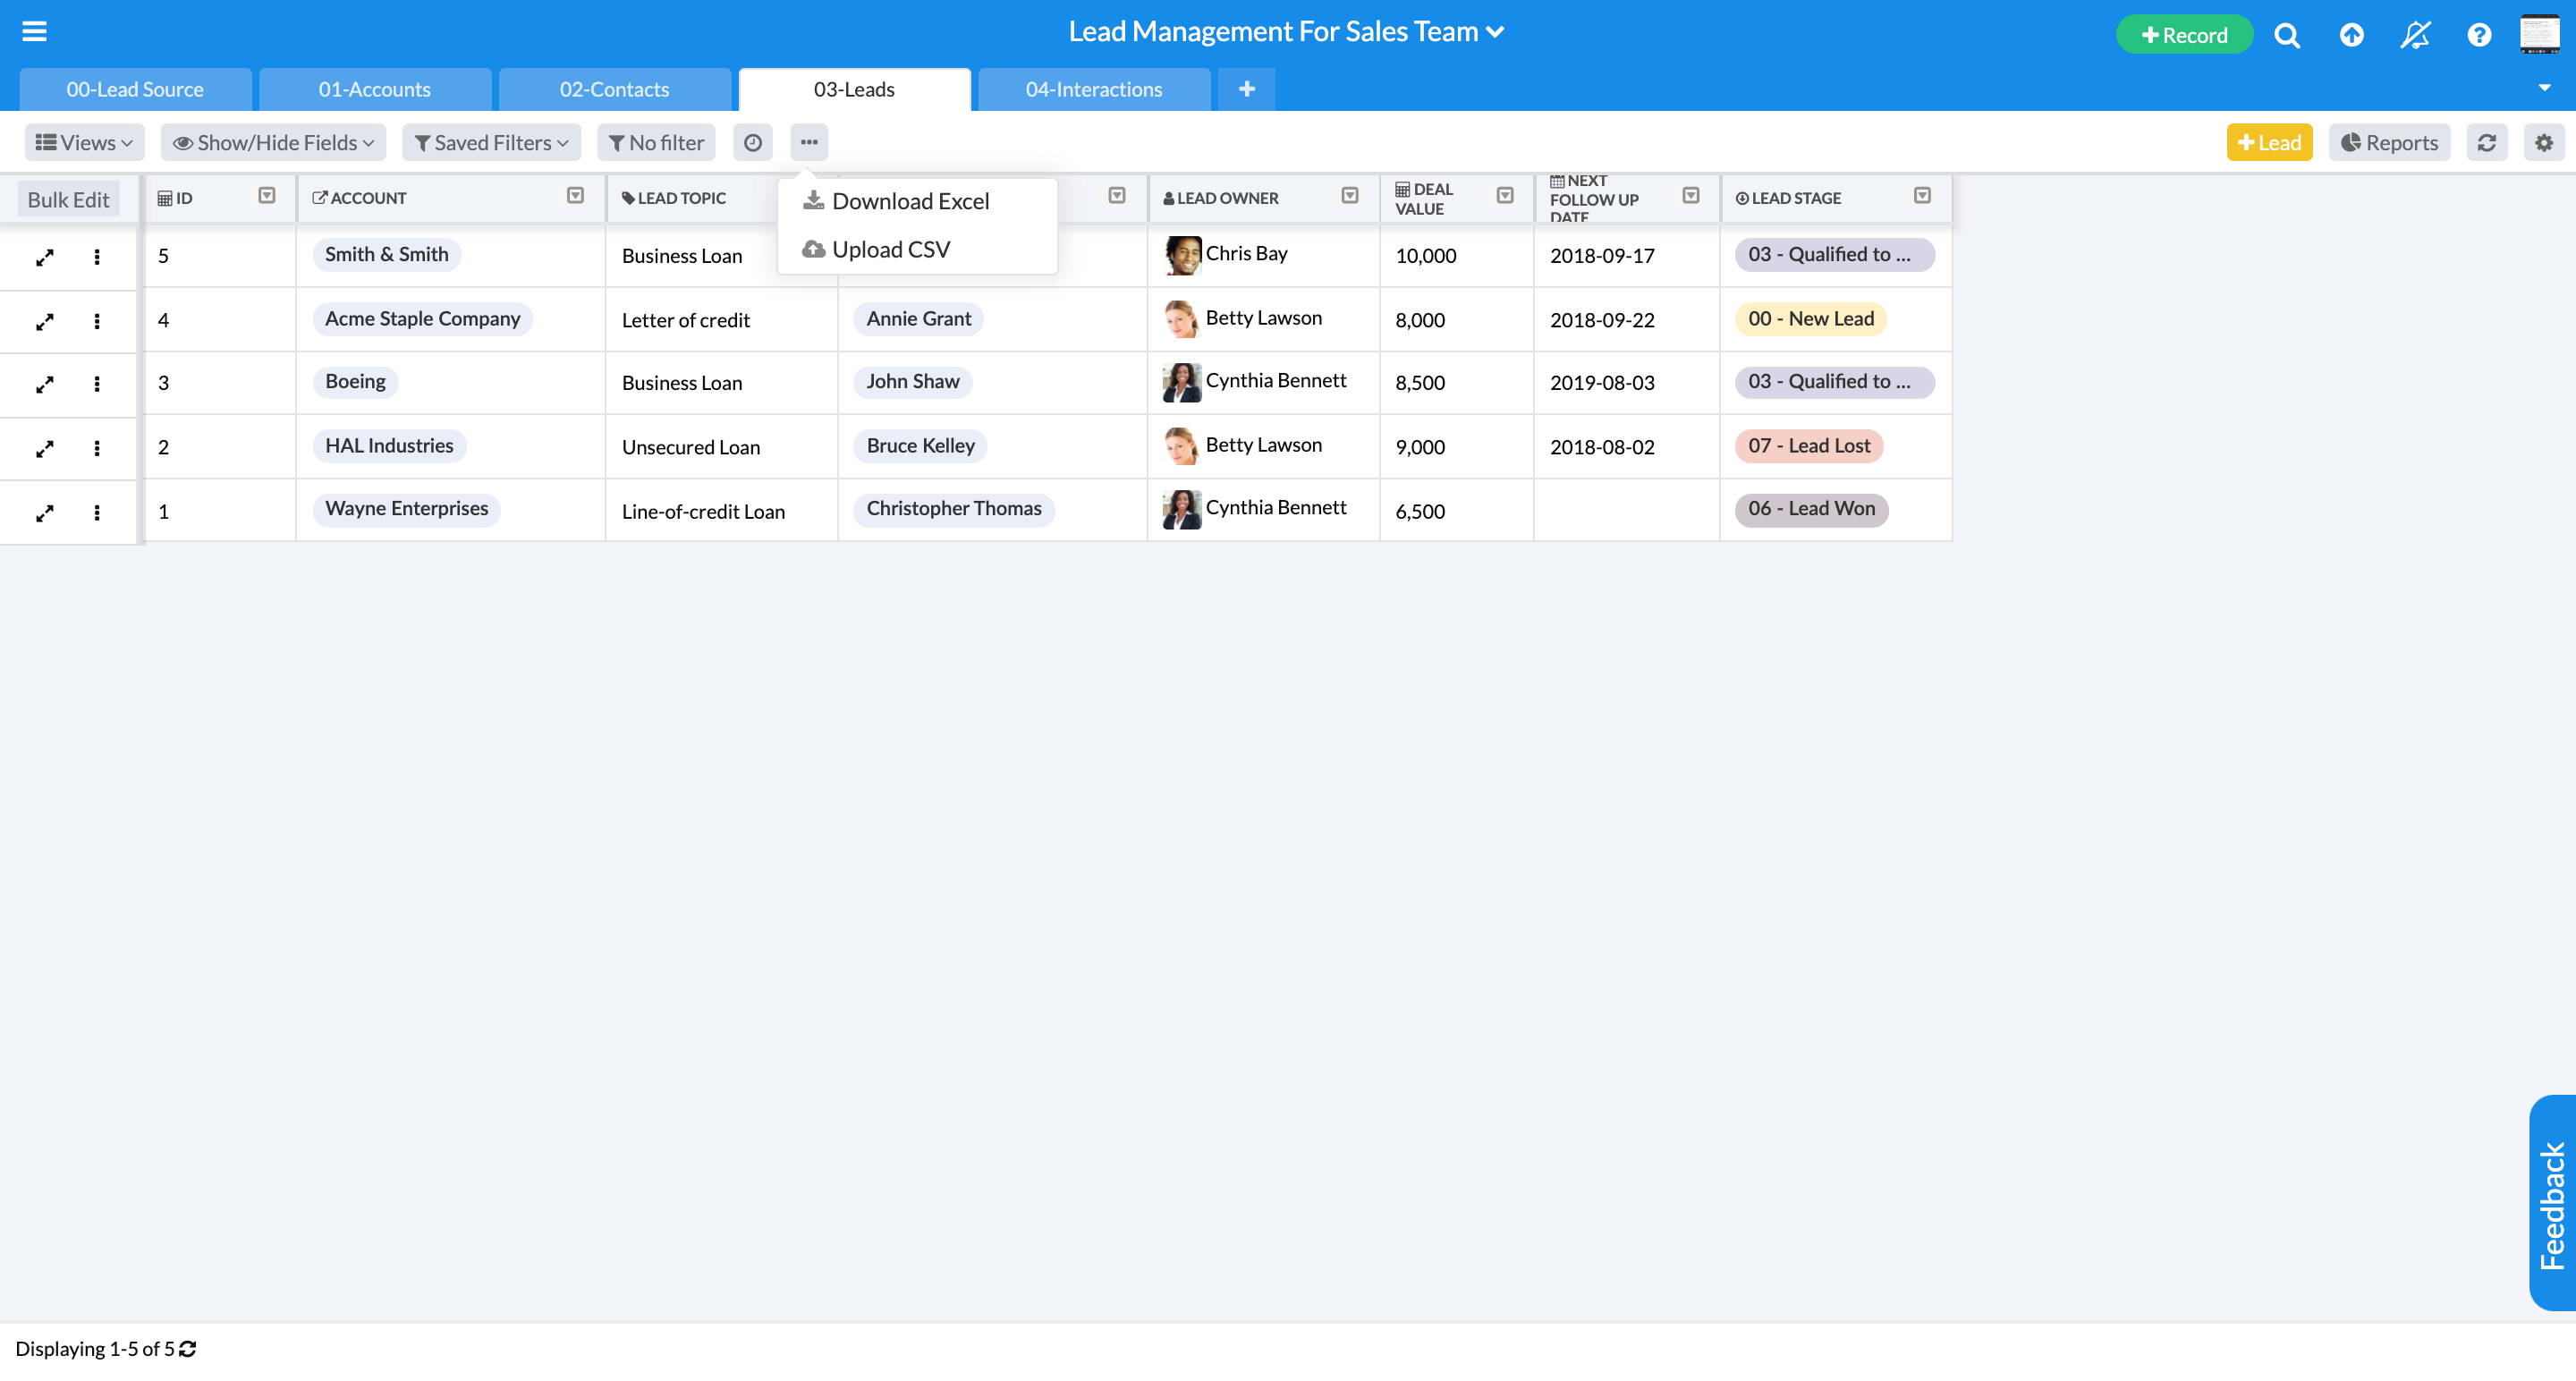 Lead Management For Sales Team
Record
00-Lead Source
01-Accounts
02-Contacts
03-Leads
04-Interactions
Views
Show/Hide Fields
Saved Filters
No filter
Lead
Reports
Bulk Edit
ID
ACCOUNT
LEAD TOPIC
LEAD OWNER
DEAL
VALUE
NEXT
FOLLOW UP
DATE
LEAD STAGE
Download Excel
Upload CSV
5
Smith & Smith
Business Loan
Chris Bay
10,000
2018-09-17
03 - Qualified to ...
4
Acme Staple Company
Letter of credit
Annie Grant
Betty Lawson
8,000
2018-09-22
00 - New Lead
3
Boeing
Business Loan
John Shaw
Cynthia Bennett
8,500
2019-08-03
03 - Qualified to ...
2
HAL Industries
Unsecured Loan
Bruce Kelley
Betty Lawson
9,000
2018-08-02
07 - Lead Lost
1
Wayne Enterprises
Line-of-credit Loan
Christopher Thomas
Cynthia Bennett
6,500
06 - Lead Won
Feedback
Displaying 1-5 of 5